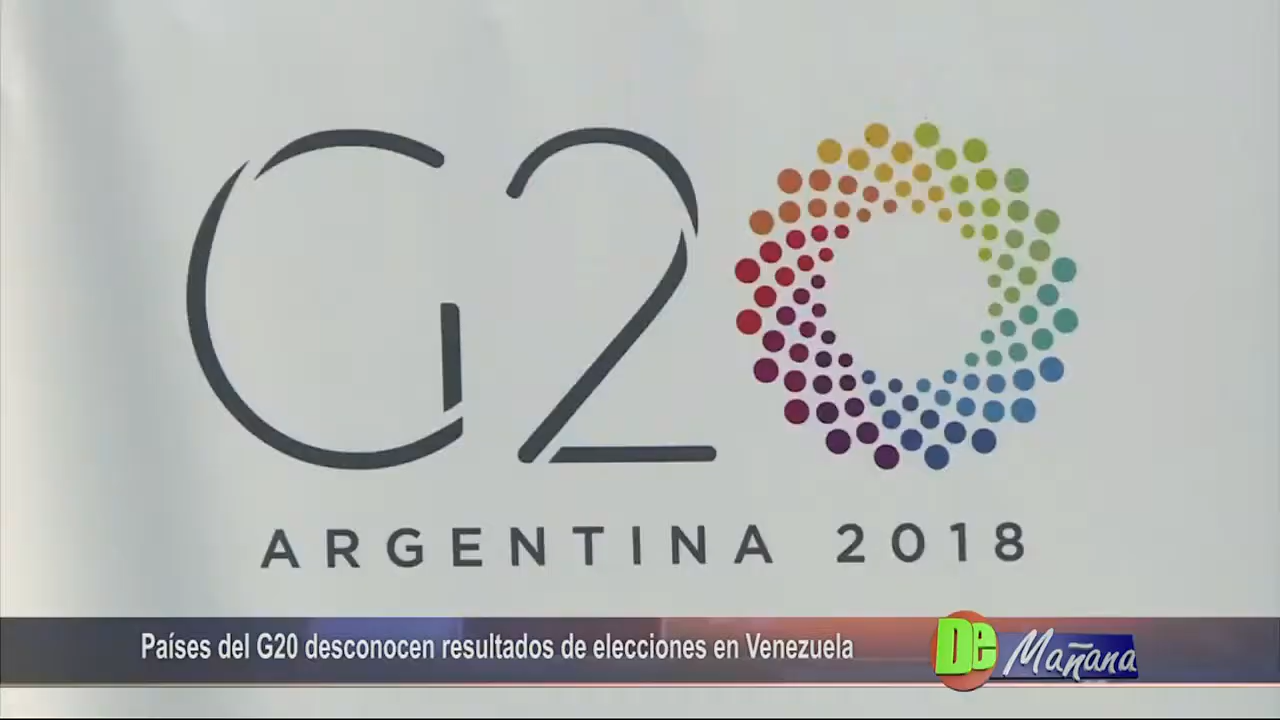 G20
ARGENTINA 2018
Países del G20 desconocen resultados de elecciones en Venezuela
De Mañana